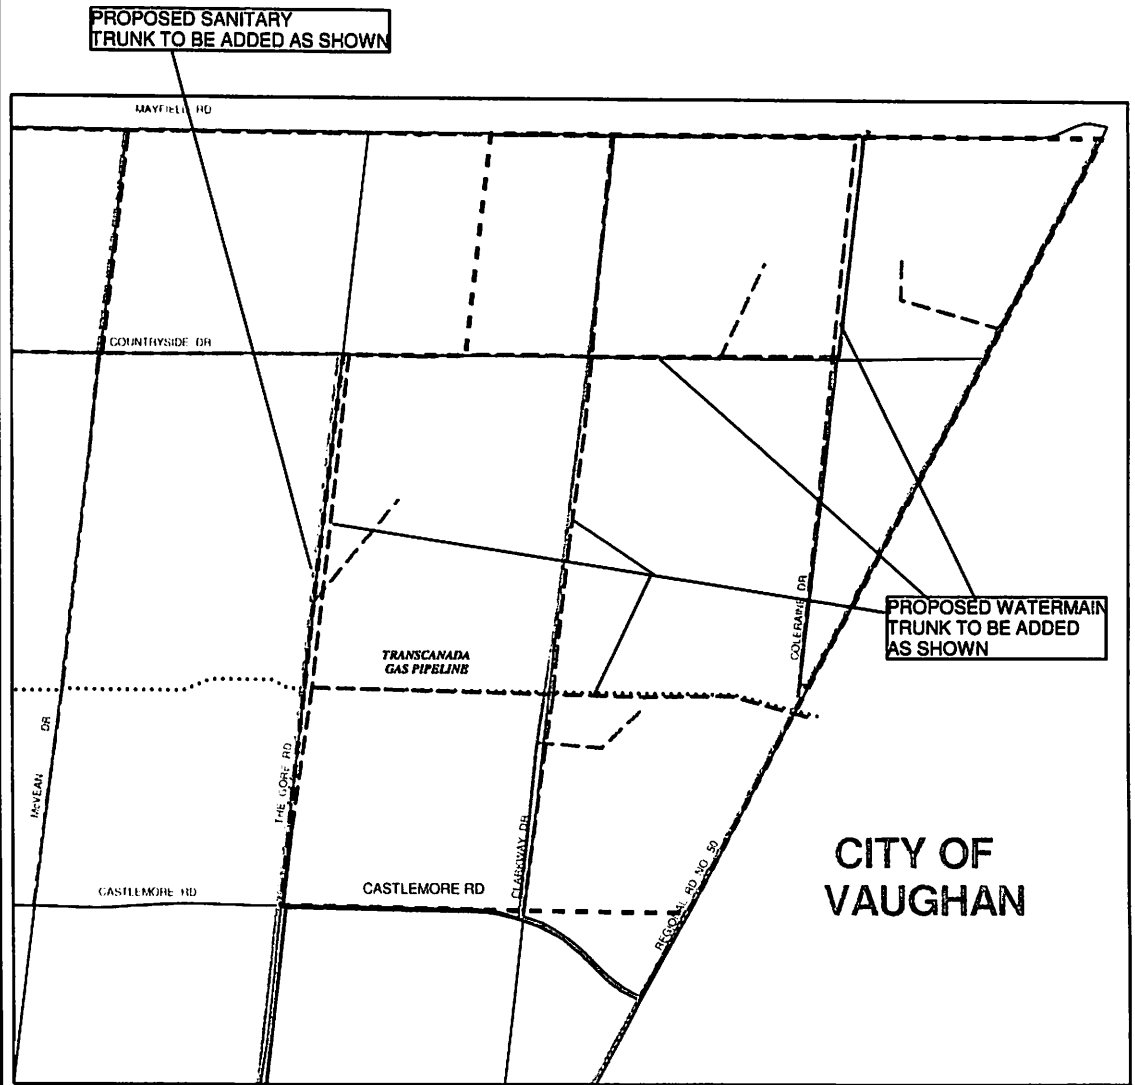 PROPOSED SANITARY
TRUNK TO BE ADDED AS SHOWN
MAYFIELD RD
COUNTRYSIDE DR
TRANSCANADA
GAS PIPELINE
COLERAINE DR
PROPOSED WATERMAIN
TRUNK TO BE ADDED
AS SHOWN
McVEAN DR
THE GORE RD
CLARKWAY DR
REGIONAL RD NO 50
CITY OF
VAUGHAN
CASTLEMORE RD
CASTLEMORE RD